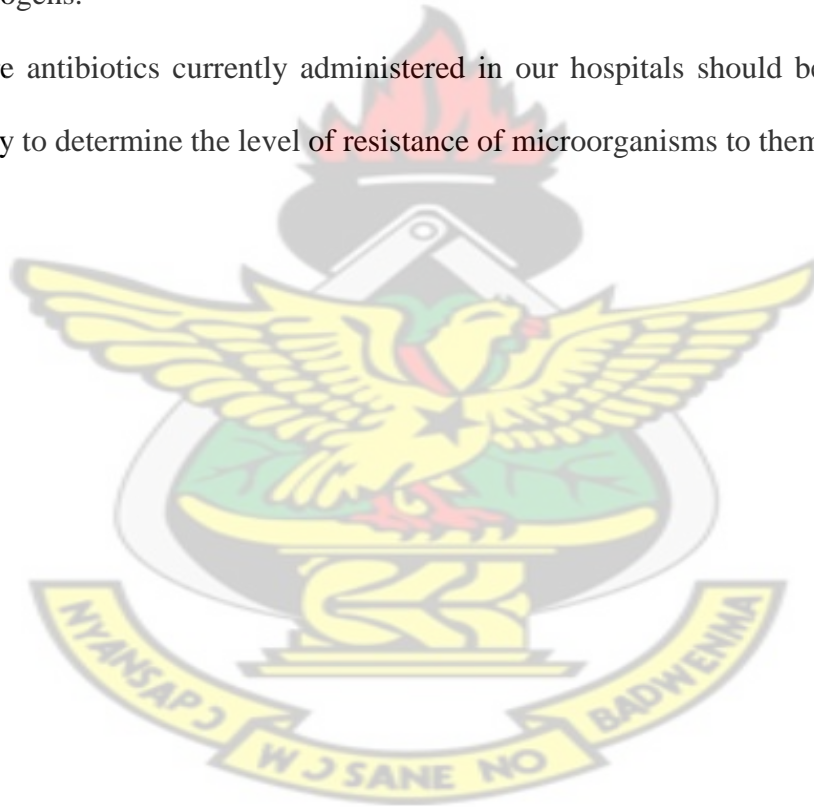 re antibiotics currently administered in our hospitals should be
y to determine the level of resistance of microorganisms to them
NYANSAPƆ
WƆSANE NO
BADWENMA